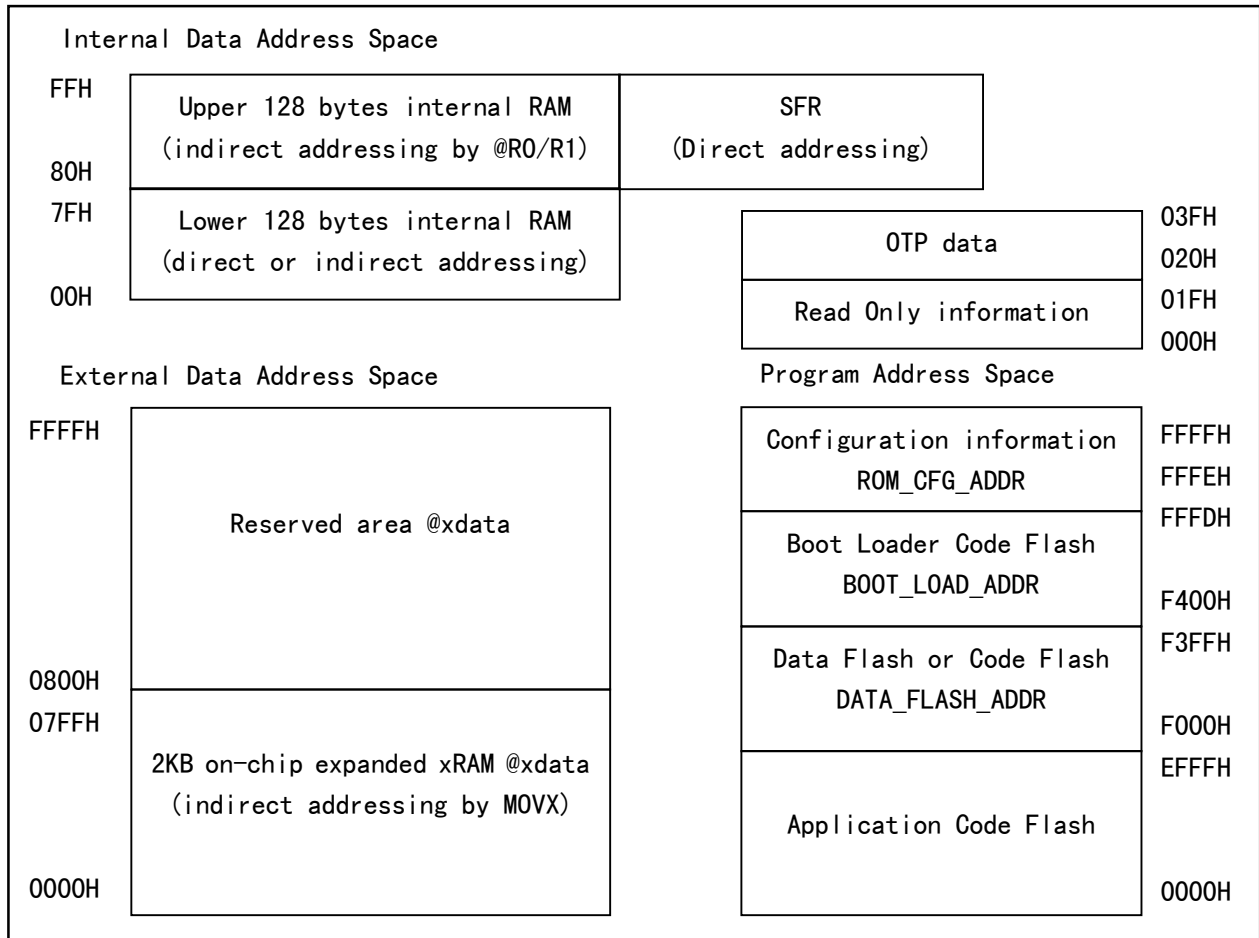 Internal Data Address Space
FFH
Upper 128 bytes internal RAM
(indirect addressing by @R0/R1)
80H
SFR
(Direct addressing)
7FH
Lower 128 bytes internal RAM
(direct or indirect addressing)
00H
OTP data
03FH
020H
Read Only information
01FH
000H
External Data Address Space
FFFFH
Reserved area @xdata
0800H
07FFH
2KB on-chip expanded xRAM @xdata
(indirect addressing by MOVX)
0000H
Program Address Space
Configuration information
ROM_CFG_ADDR
FFFFH
FFFEH
Boot Loader Code Flash
BOOT_LOAD_ADDR
FFFDH
F400H
Data Flash or Code Flash
DATA_FLASH_ADDR
F3FFH
F000H
Application Code Flash
EFFFH
0000H